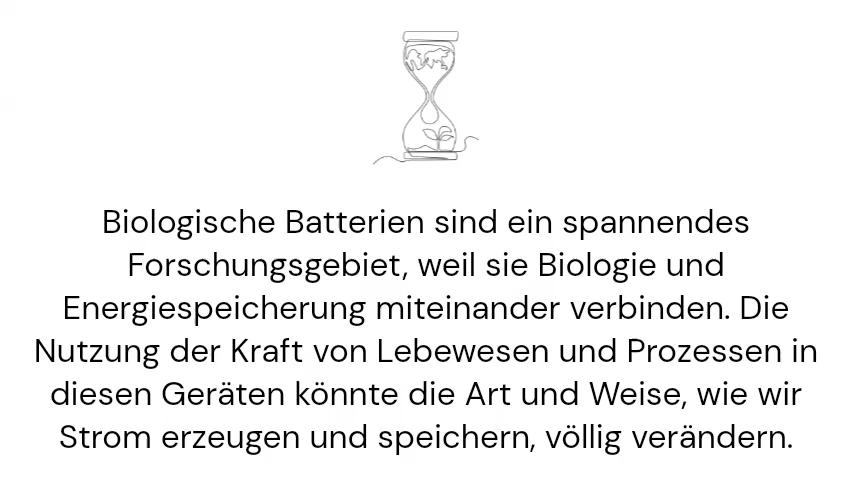 Biologische Batterien sind ein spannendes
Forschungsgebiet, weil sie Biologie und
Energiespeicherung miteinander verbinden. Die
Nutzung der Kraft von Lebewesen und Prozessen in
diesen Geräten könnte die Art und Weise, wie wir
Strom erzeugen und speichern, völlig verändern.